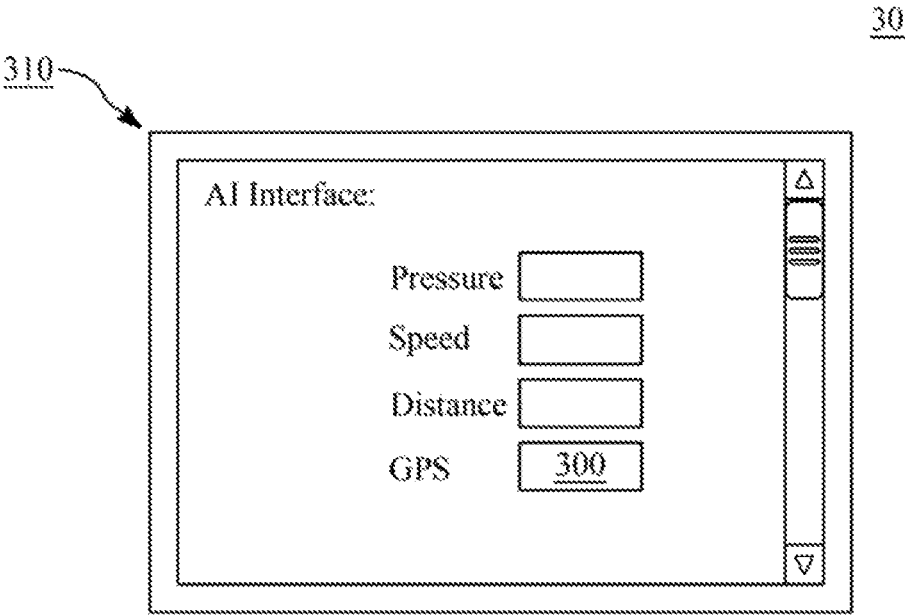 30
310
AI Interface:
Pressure
Speed
Distance
GPS 300